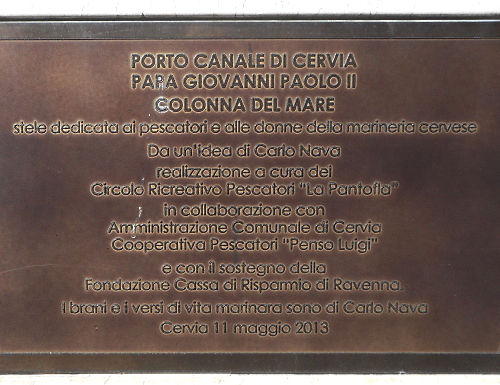 PORTO CANALE DI CERVIA
PAPA GIOVANNI PAOLO II
COLONNA DEL MARE
stele dedicata ai pescatori e alle donne della marineria cervese
Da un'idea di Carlo Nava
realizzazione a cura del
Circolo Ricreativo Pescatori "La Pantofla"
in collaborazione con
Amministrazione Comunale di Cervia
Cooperativa Pescatori "Penso Luigi"
e con il sostegno della
Fondazione Cassa di Risparmio di Ravenna.
I brani e i versi di vita marinara sono di Carlo Nava
Cervia 11 maggio 2013